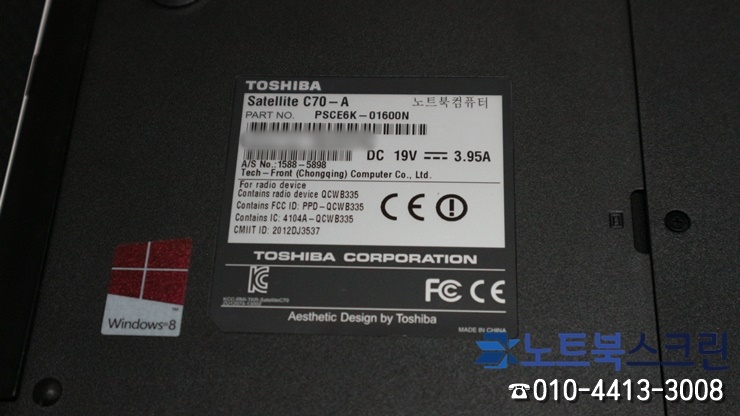 TOSHIBA
Satellite C70-A 노트북컴퓨터
PART NO. PSCE6K-01600N
DC 19V 3.95A
A/S No.:1588-5898
Tech-Front (Chongqing) Computer Co., Ltd.
For radio device
Contains radio device QCWB335
Contains FCC ID: PPD-QCWB335
Contains IC: 4104A-QCWB335
CMIIT ID: 2012DJ3537
CE
TOSHIBA CORPORATION
FC CE
Aesthetic Design by Toshiba
MADE IN CHINA
Windows 8
노트북스크린
☎010-4413-3008